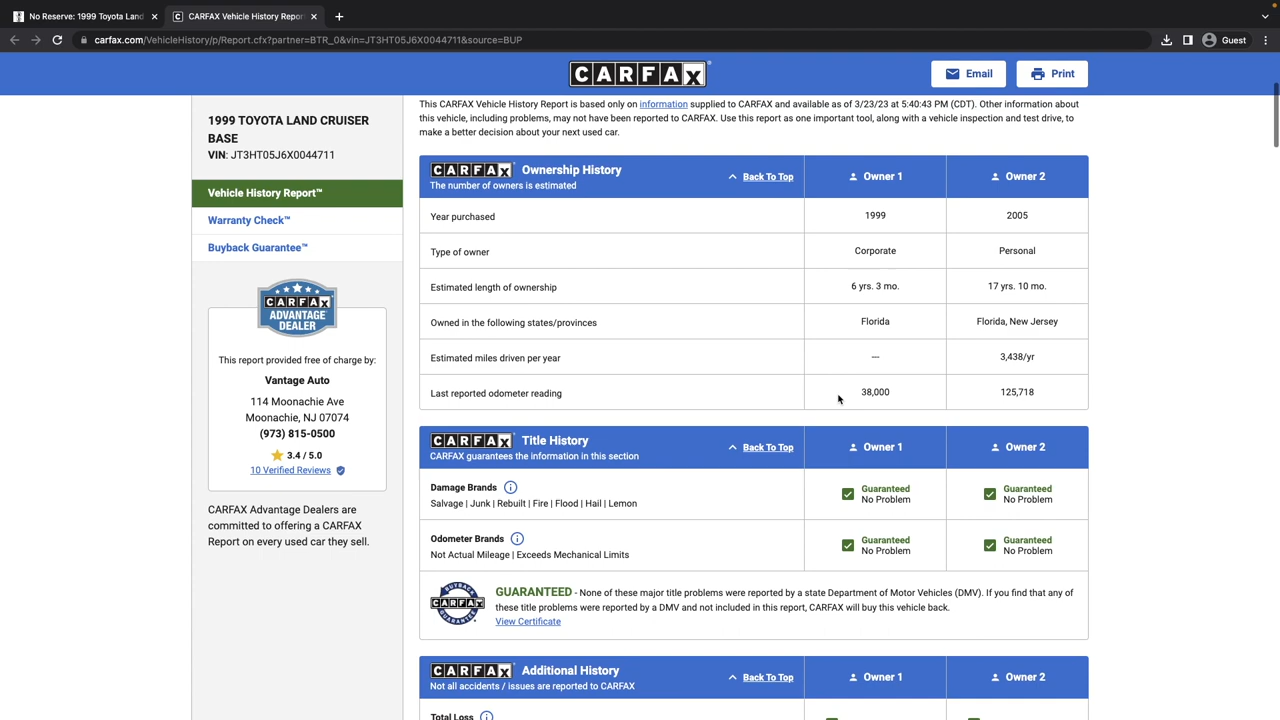 No Reserve: 1999 Toyota Land
CARFAX Vehicle History Report
carfax.com/VehicleHistory/p/Report.cfx?partner=BTR_0&vin=JT3HT05J6X0044711&source=BUP
Guest
CARFAX
Email
Print
1999 TOYOTA LAND CRUISER
BASE
VIN: JT3HT05J6X0044711
Vehicle History Report™
Warranty Check™
Buyback Guarantee™
CARFAX
ADVANTAGE
DEALER
This report provided free of charge by:
Vantage Auto
114 Moonachie Ave
Moonachie, NJ 07074
(973) 815-0500
3.4 / 5.0
10 Verified Reviews
CARFAX Advantage Dealers are
committed to offering a CARFAX
Report on every used car they sell.
This CARFAX Vehicle History Report is based only on information supplied to CARFAX and available as of 3/23/23 at 5:40:43 PM (CDT). Other information about
this vehicle, including problems, may not have been reported to CARFAX. Use this report as one important tool, along with a vehicle inspection and test drive, to
make a better decision about your next used car.
CARFAX Ownership History
The number of owners is estimated
Back To Top
Owner 1
Owner 2
Year purchased 1999 2005
Type of owner Corporate Personal
Estimated length of ownership 6 yrs. 3 mo. 17 yrs. 10 mo.
Owned in the following states/provinces Florida Florida, New Jersey
Estimated miles driven per year --- 3,438/yr
Last reported odometer reading 38,000 125,718
CARFAX Title History
CARFAX guarantees the information in this section
Back To Top
Owner 1
Owner 2
Damage Brands
Salvage | Junk | Rebuilt | Fire | Flood | Hail | Lemon
Guaranteed
No Problem
Guaranteed
No Problem
Odometer Brands
Not Actual Mileage | Exceeds Mechanical Limits
Guaranteed
No Problem
Guaranteed
No Problem
BUYBACK
CARFAX
GUARANTEE
GUARANTEED - None of these major title problems were reported by a state Department of Motor Vehicles (DMV). If you find that any of
these title problems were reported by a DMV and not included in this report, CARFAX will buy this vehicle back.
View Certificate
CARFAX Additional History
Not all accidents / issues are reported to CARFAX
Back To Top
Owner 1
Owner 2
Total Loss